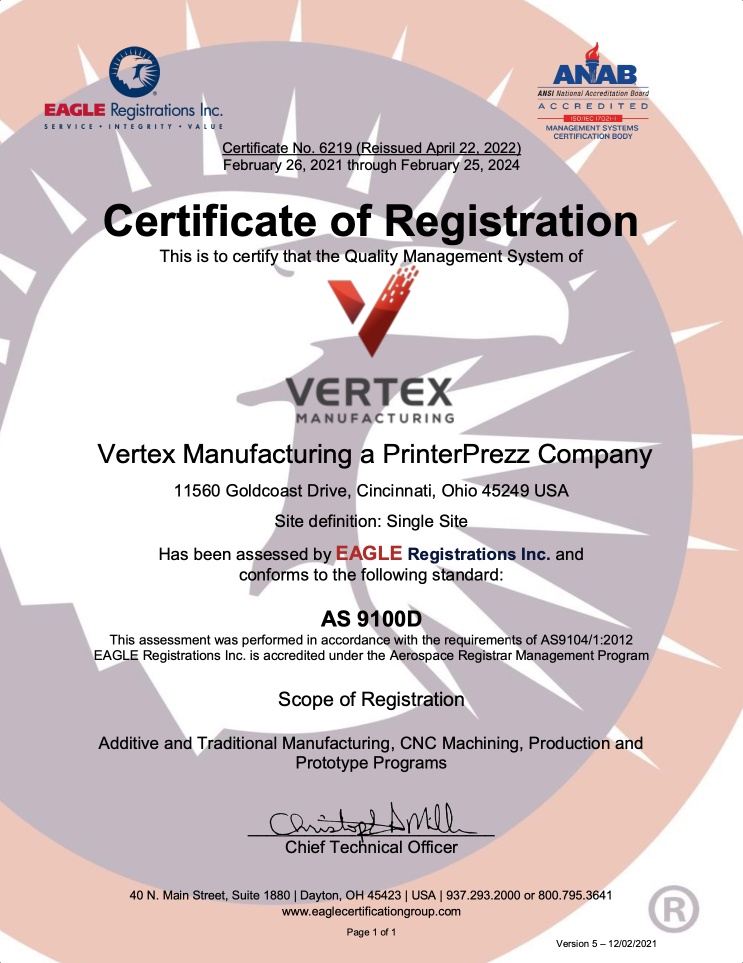 EAGLE Registrations Inc.
SERVICE • INTEGRITY • VALUE
ANAB
ANSI National Accreditation Board
ACCREDITED
ISO/IEC 17021-1
MANAGEMENT SYSTEMS
CERTIFICATION BODY
Certificate No. 6219 (Reissued April 22, 2022)
February 26, 2021 through February 25, 2024
Certificate of Registration
This is to certify that the Quality Management System of
VERTEX
MANUFACTURING
Vertex Manufacturing a PrinterPrezz Company
11560 Goldcoast Drive, Cincinnati, Ohio 45249 USA
Site definition: Single Site
Has been assessed by EAGLE Registrations Inc. and
conforms to the following standard:
AS 9100D
This assessment was performed in accordance with the requirements of AS9104/1:2012
EAGLE Registrations Inc. is accredited under the Aerospace Registrar Management Program
Scope of Registration
Additive and Traditional Manufacturing, CNC Machining, Production and
Prototype Programs
Chief Technical Officer
40 N. Main Street, Suite 1880 | Dayton, OH 45423 | USA | 937.293.2000 or 800.795.3641
www.eaglecertificationgroup.com
®
Page 1 of 1
Version 5 – 12/02/2021